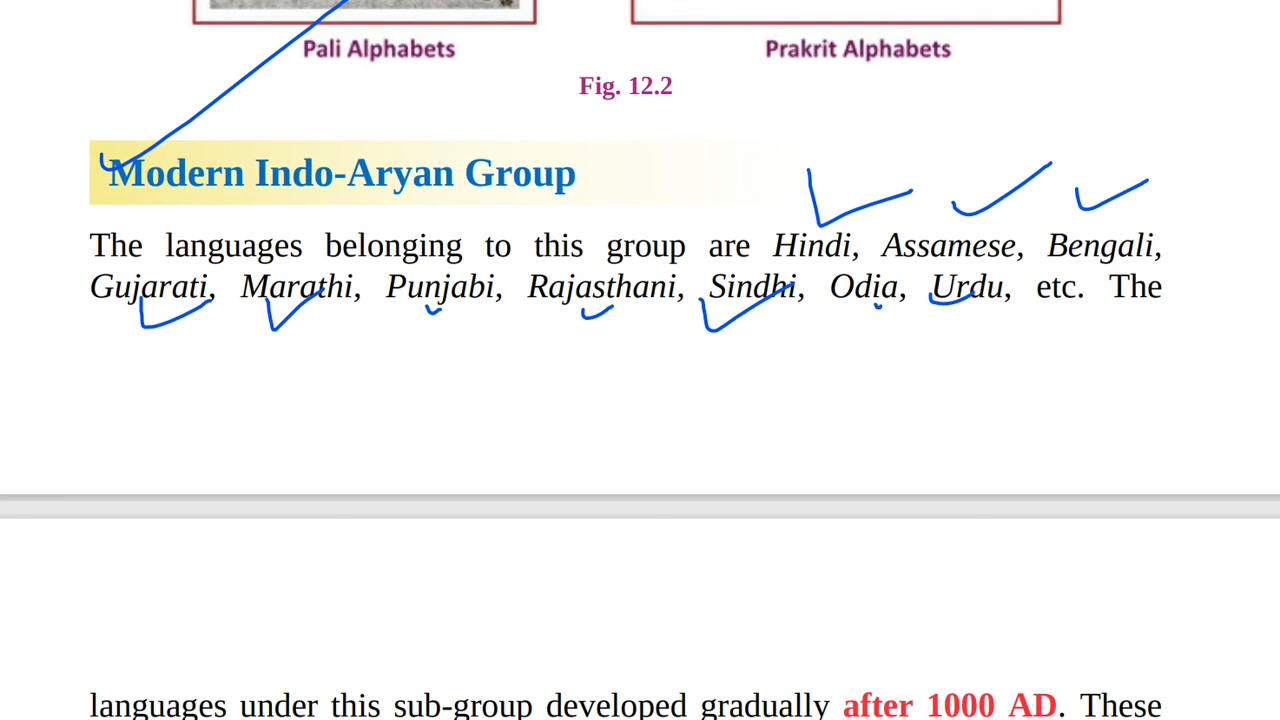 Pali Alphabets Prakrit Alphabets
Fig. 12.2
Modern Indo-Aryan Group
The languages belonging to this group are Hindi, Assamese, Bengali,
Gujarati, Marathi, Punjabi, Rajasthani, Sindhi, Odia, Urdu, etc. The
languages under this sub-group developed gradually after 1000 AD. These